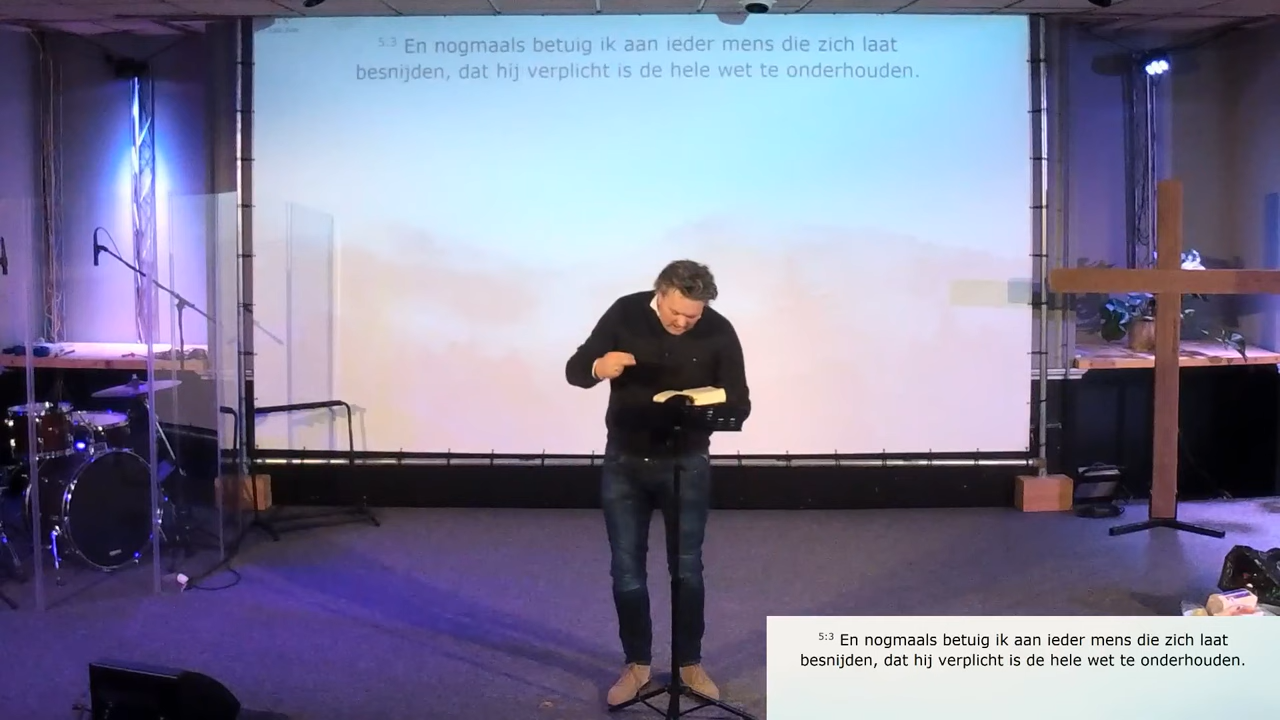 5:3 En nogmaals betuig ik aan ieder mens die zich laat
besnijden, dat hij verplicht is de hele wet te onderhouden.
5:3 En nogmaals betuig ik aan ieder mens die zich laat
besnijden, dat hij verplicht is de hele wet te onderhouden.